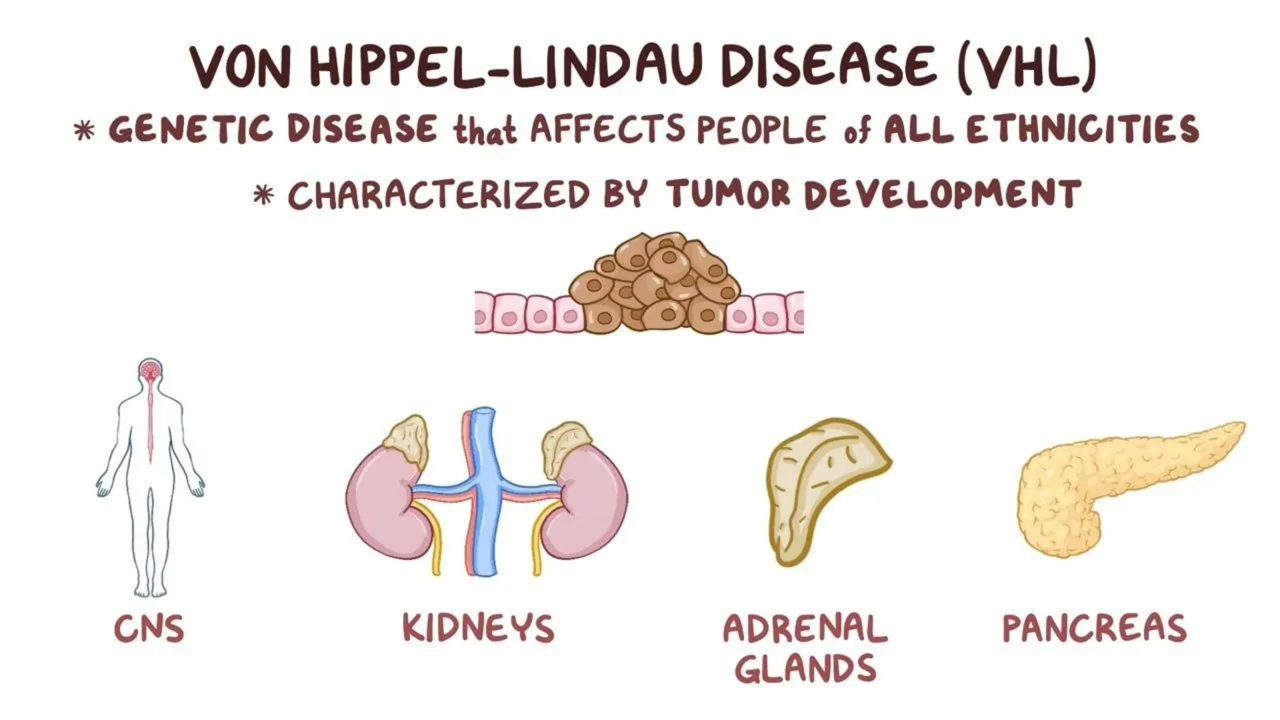 VON HIPPEL-LINDAU DISEASE (VHL)
* GENETIC DISEASE that AFFECTS PEOPLE of ALL ETHNICITIES
* CHARACTERIZED BY TUMOR DEVELOPMENT
CNS
KIDNEYS
ADRENAL
GLANDS
PANCREAS